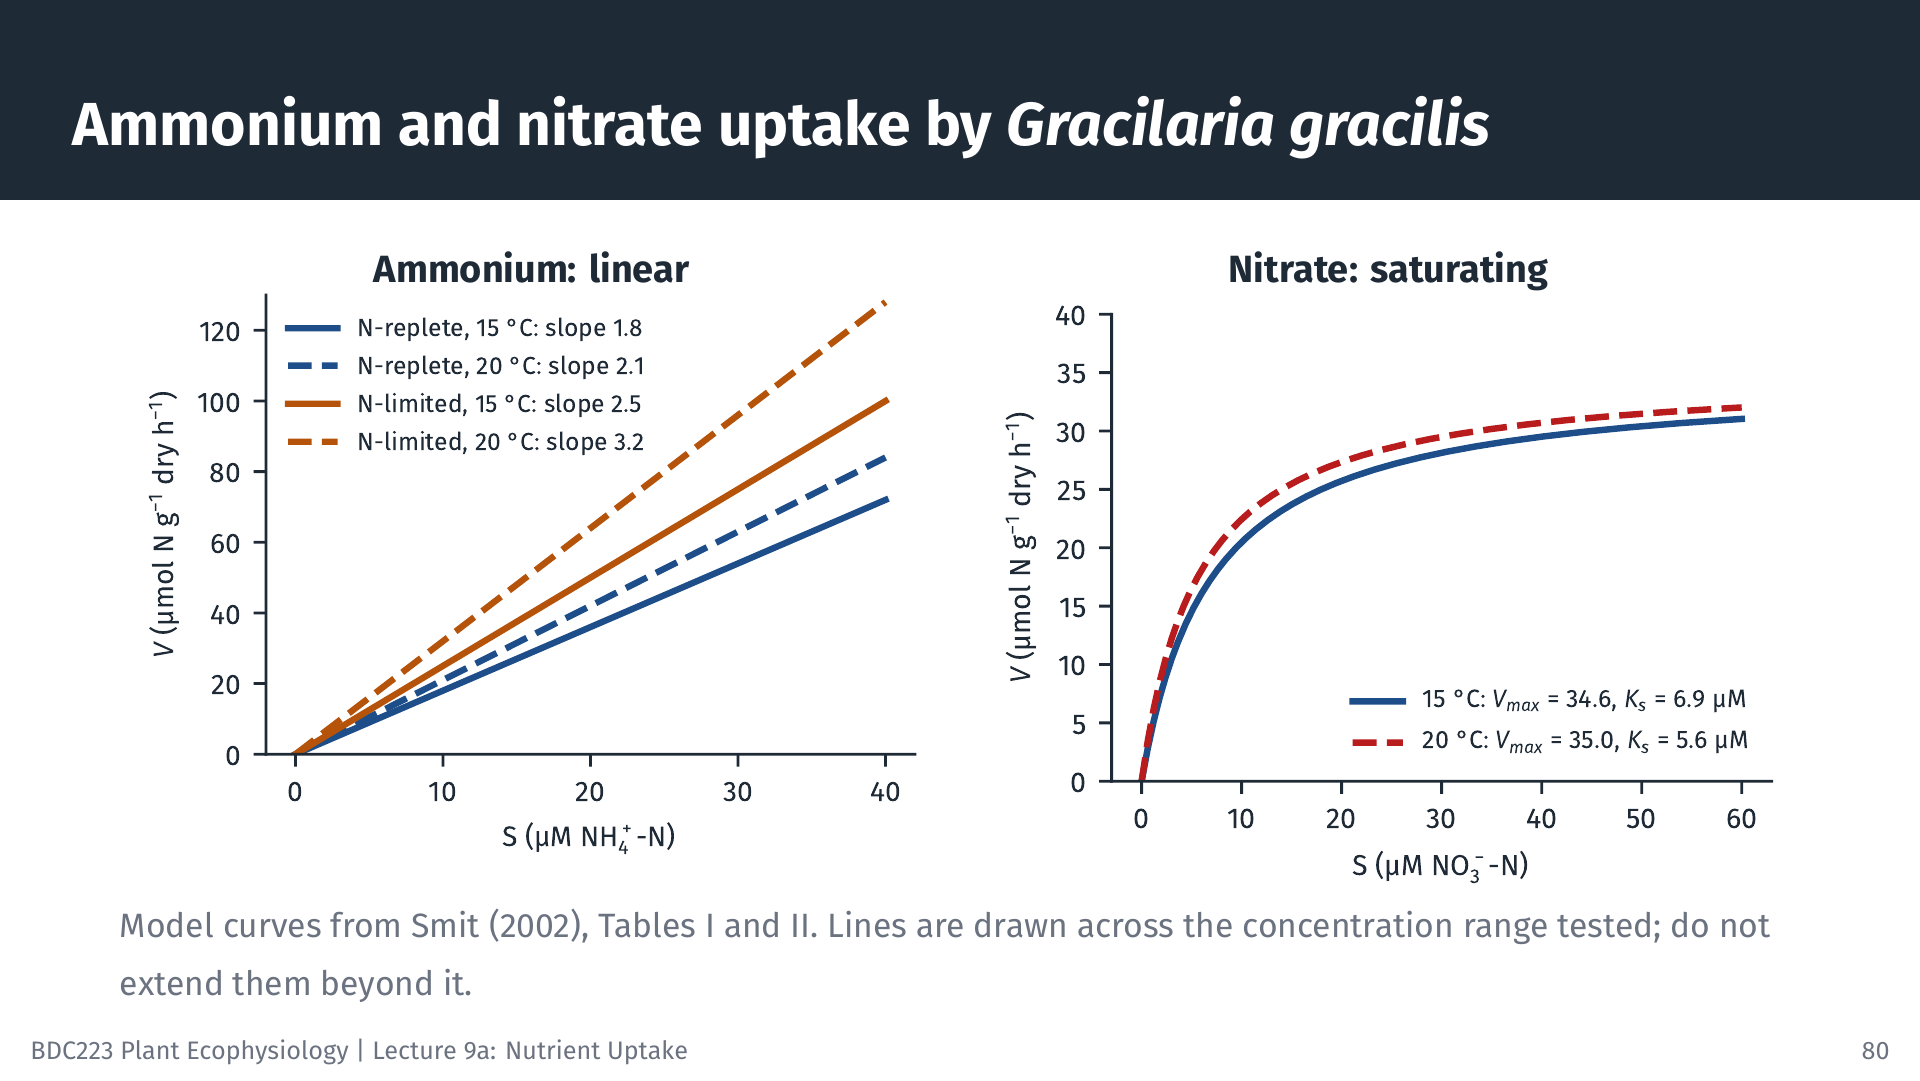 Ammonium and nitrate uptake by Gracilaria gracilis
Ammonium: linear
120
100
80
60
40
20
0
V (µmol N g⁻¹ dry h⁻¹)
N-replete, 15 °C: slope 1.8
N-replete, 20 °C: slope 2.1
N-limited, 15 °C: slope 2.5
N-limited, 20 °C: slope 3.2
0 10 20 30 40
S (µM NH₄⁺-N)
Nitrate: saturating
40
35
30
25
20
15
10
5
0
V (µmol N g⁻¹ dry h⁻¹)
15 °C: Vₘₐₓ = 34.6, Kₛ = 6.9 µM
20 °C: Vₘₐₓ = 35.0, Kₛ = 5.6 µM
0 10 20 30 40 50 60
S (µM NO₃⁻-N)
Model curves from Smit (2002), Tables I and II. Lines are drawn across the concentration range tested; do not
extend them beyond it.
BDC223 Plant Ecophysiology | Lecture 9a: Nutrient Uptake
80